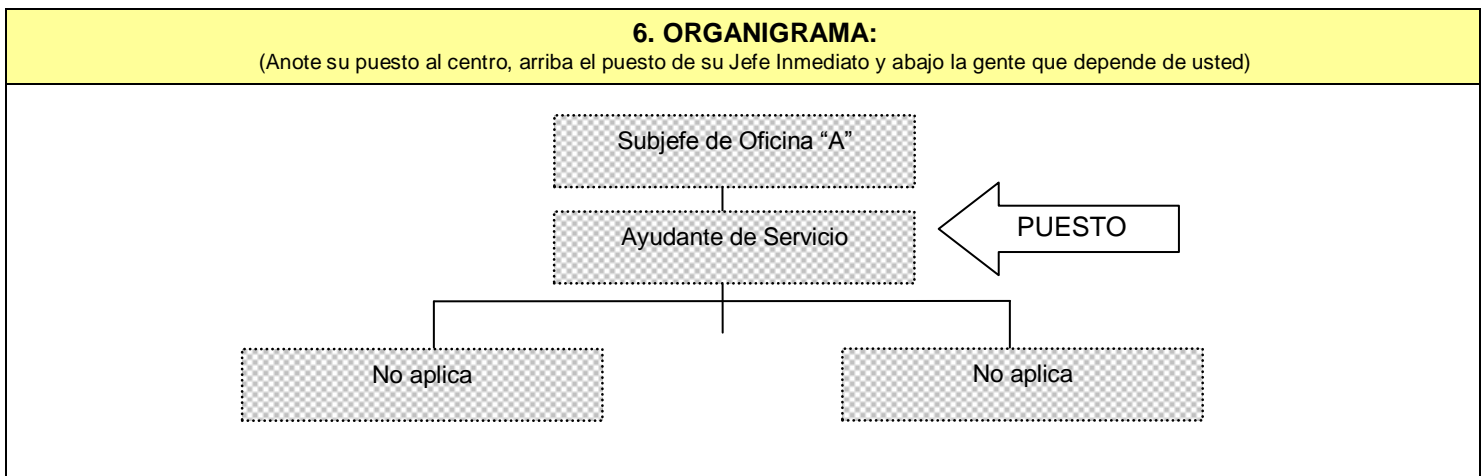 6. ORGANIGRAMA:
(Anote su puesto al centro, arriba el puesto de su Jefe Inmediato y abajo la gente que depende de usted)
Subjefe de Oficina “A”
Ayudante de Servicio
PUESTO
No aplica
No aplica